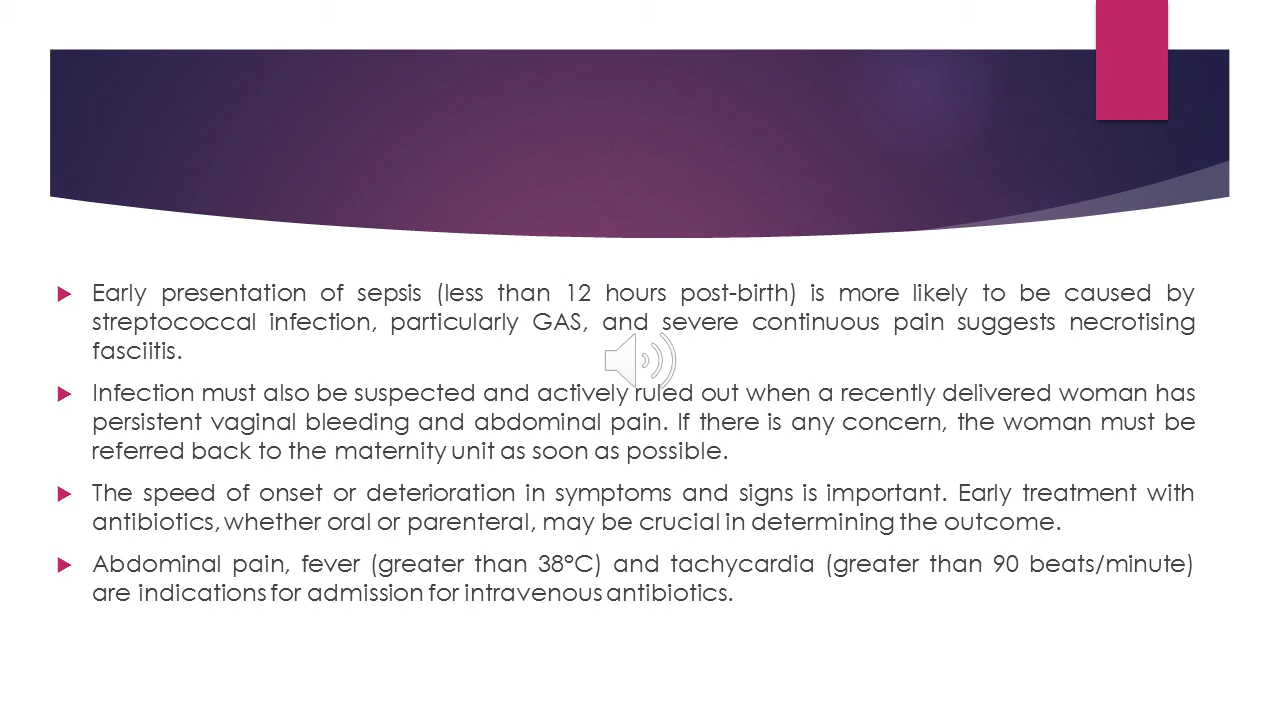 Early presentation of sepsis (less than 12 hours post-birth) is more likely to be caused by
streptococcal infection, particularly GAS, and severe continuous pain suggests necrotising
fasciitis.
Infection must also be suspected and actively ruled out when a recently delivered woman has
persistent vaginal bleeding and abdominal pain. If there is any concern, the woman must be
referred back to the maternity unit as soon as possible.
The speed of onset or deterioration in symptoms and signs is important. Early treatment with
antibiotics, whether oral or parenteral, may be crucial in determining the outcome.
Abdominal pain, fever (greater than 38°C) and tachycardia (greater than 90 beats/minute)
are indications for admission for intravenous antibiotics.